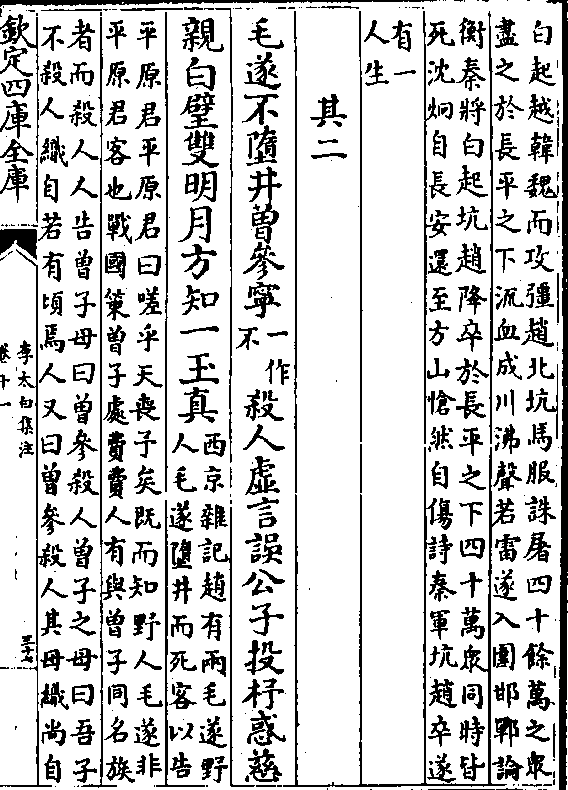 白起越韓魏而攻彊趙北坑馬服誅屠四十餘萬之衆
盡之於長平之下流血成川沸聲若雷遂入圍邯鄲論
衡秦將白起坑趙降卒於長平之下四十萬衆同時皆
死沈炯自長安還至方山愴然自傷詩秦軍坑趙卒遂
有一
人生
其二
毛遂不墮井曾參寧一作不殺人虛言誤公子投杼惑慈
親白璧雙明月方知一玉真西京雜記趙有兩毛遂野
人毛遂墮井而死客以告
平原君平原君曰嗟乎天喪予矣既而知野人毛遂非
平原君客也戰國策曾子處費費人有與曾子同名族
者而殺人人告曾子母曰曾參殺人曾子之母曰吾子
不殺人織自若有頃焉人又曰曾參殺人其母織尚自
欽定四庫全書
李太白集注
卷十一
三十七